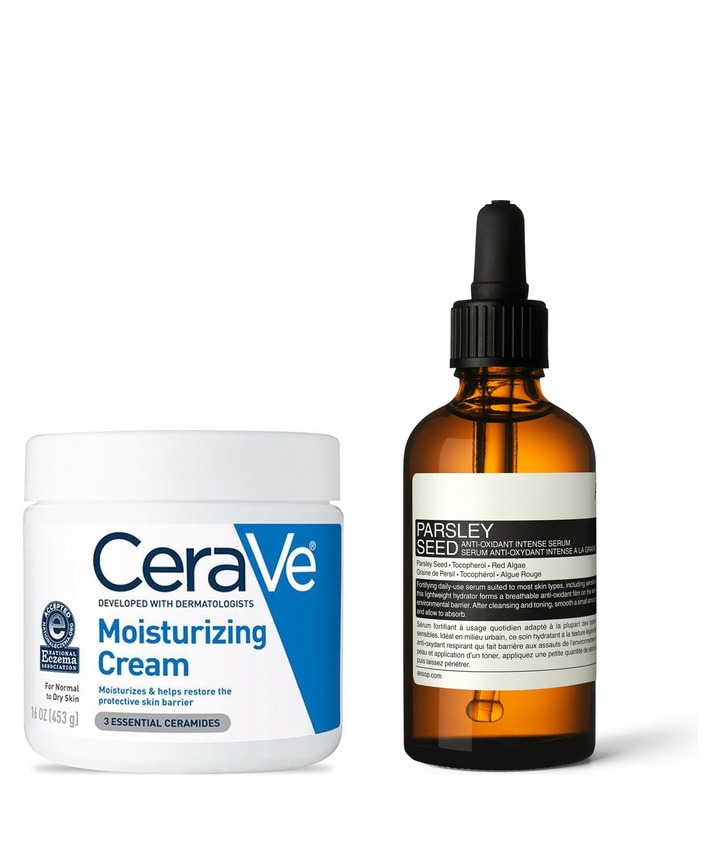 CeraVe®
DEVELOPED WITH DERMATOLOGISTS
Moisturizing
Cream
Moisturizes & helps restore the
protective skin barrier
3 ESSENTIAL CERAMIDES
ACCEPTED
NATIONAL
Eczema
ASSOCIATION
For Normal
to Dry Skin
16 OZ (453 g)
PARSLEY
SEED ANTI-OXIDANT INTENSE SERUM
SERUM ANTI-OXYDANT INTENSE A LA GRAINE
Parsley Seed • Tocopherol • Red Algae
Graine de Persil • Tocophérol • Algue Rouge
Fortifying daily-use serum suited to most skin types, including
this lightweight hydrator forms a breathable anti-oxidant film on the
environmental barrier. After cleansing and toning, smooth a small
and allow to absorb.
Sérum fortifiant à usage quotidien adapté à la plupart des
sensibles. Idéal en milieu urbain, ce soin hydratant à la texture
anti-oxydant respirant qui fait barrière aux assauts de
peau et application d'un toner, appliquez une petite quantité de
puis laissez pénétrer.
aesop.com